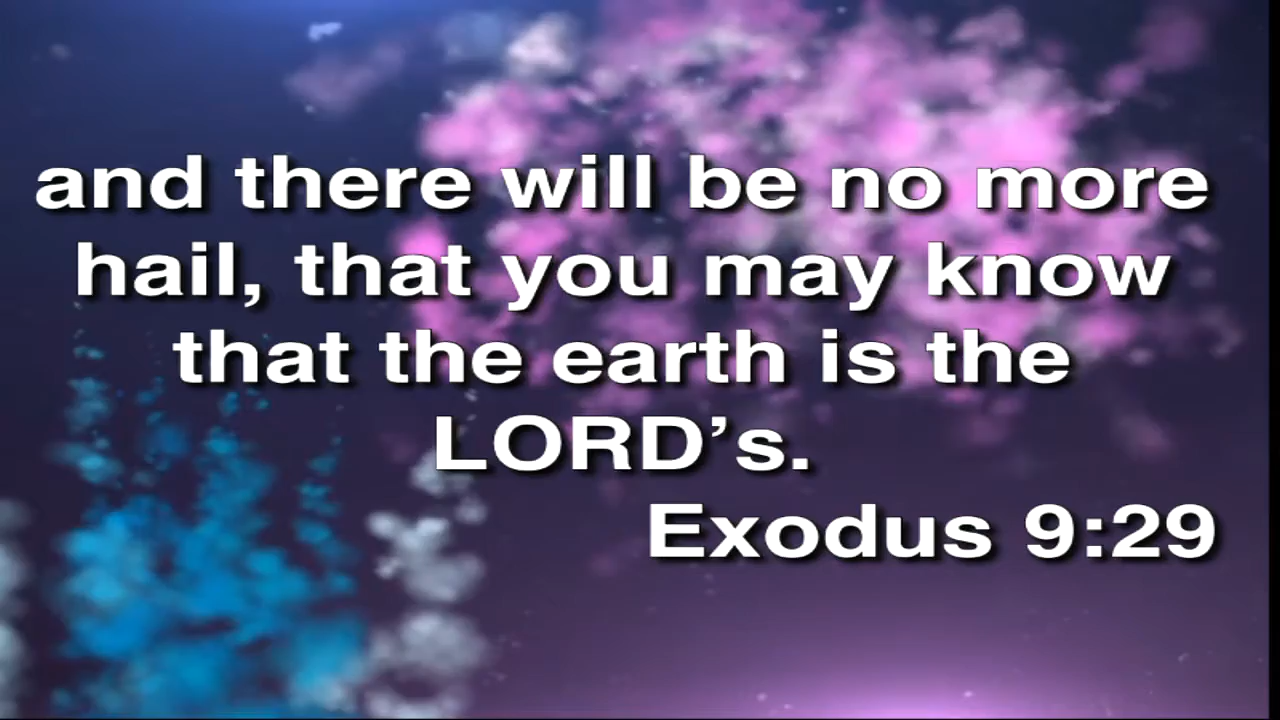 and there will be no more
hail, that you may know
that the earth is the
LORD’s.
Exodus 9:29